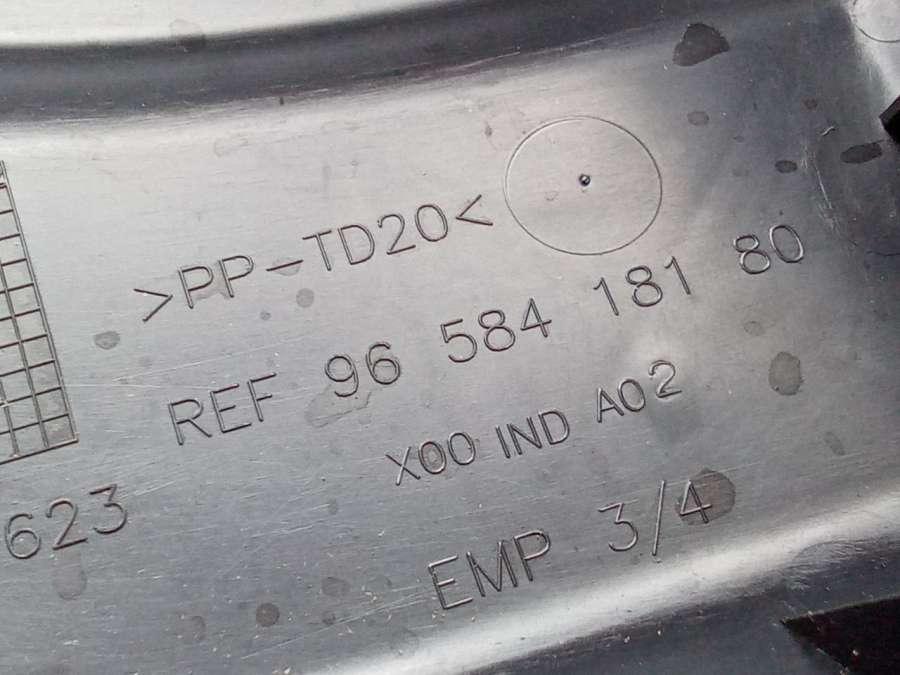 >PP-TD20<
REF 96 584 181 80
X00 IND A02
623
EMP 3/4